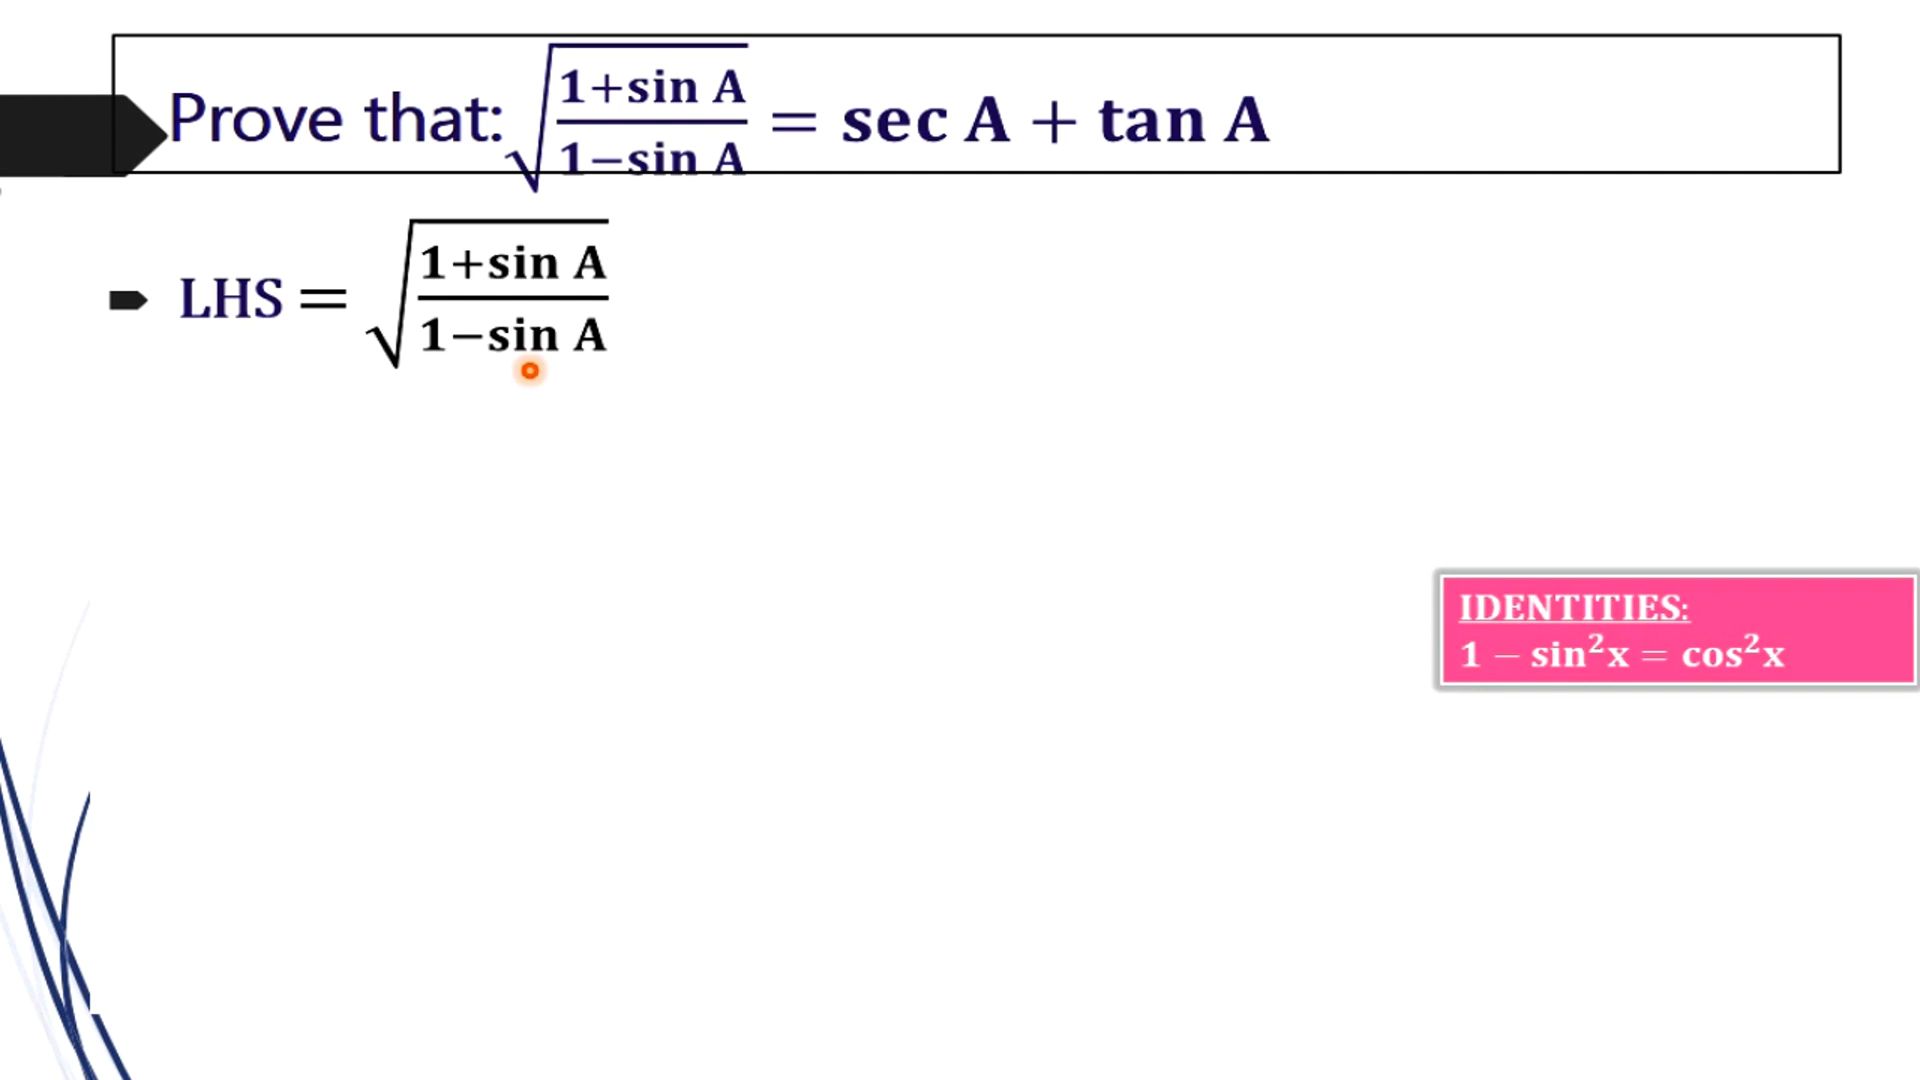 Prove that: √(1+sin A / 1−sin A) = sec A + tan A
LHS = √(1+sin A / 1−sin A)
IDENTITIES:
1 − sin²x = cos²x